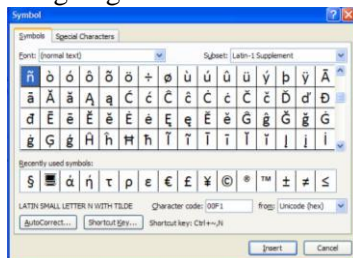 Symbol
Symbols Special Characters
Font: (normal text) Subset: Latin-1 Supplement
ñ ò ó ô õ ö ÷ ø ù ú û ü ý þ ÿ Ā
ā Ă ă Ą ą Ć ć Ĉ ĉ Ċ ċ Č č Ď ď Đ
đ Ē ē Ĕ ĕ Ė ė Ę ę Ě ě Ĝ ĝ Ğ ğ Ġ
ġ Ģ ģ Ĥ ĥ Ħ ħ Ĩ ĩ Ī ī Ĭ ĭ Į į İ
Recently used symbols:
§ ά ή τ ρ ε € £ ¥ © ® ™ ± ≠ ≤
LATIN SMALL LETTER N WITH TILDE Character code: 00F1 from: Unicode (hex)
AutoCorrect... Shortcut Key... Shortcut key: Ctrl+~,N
Insert Cancel